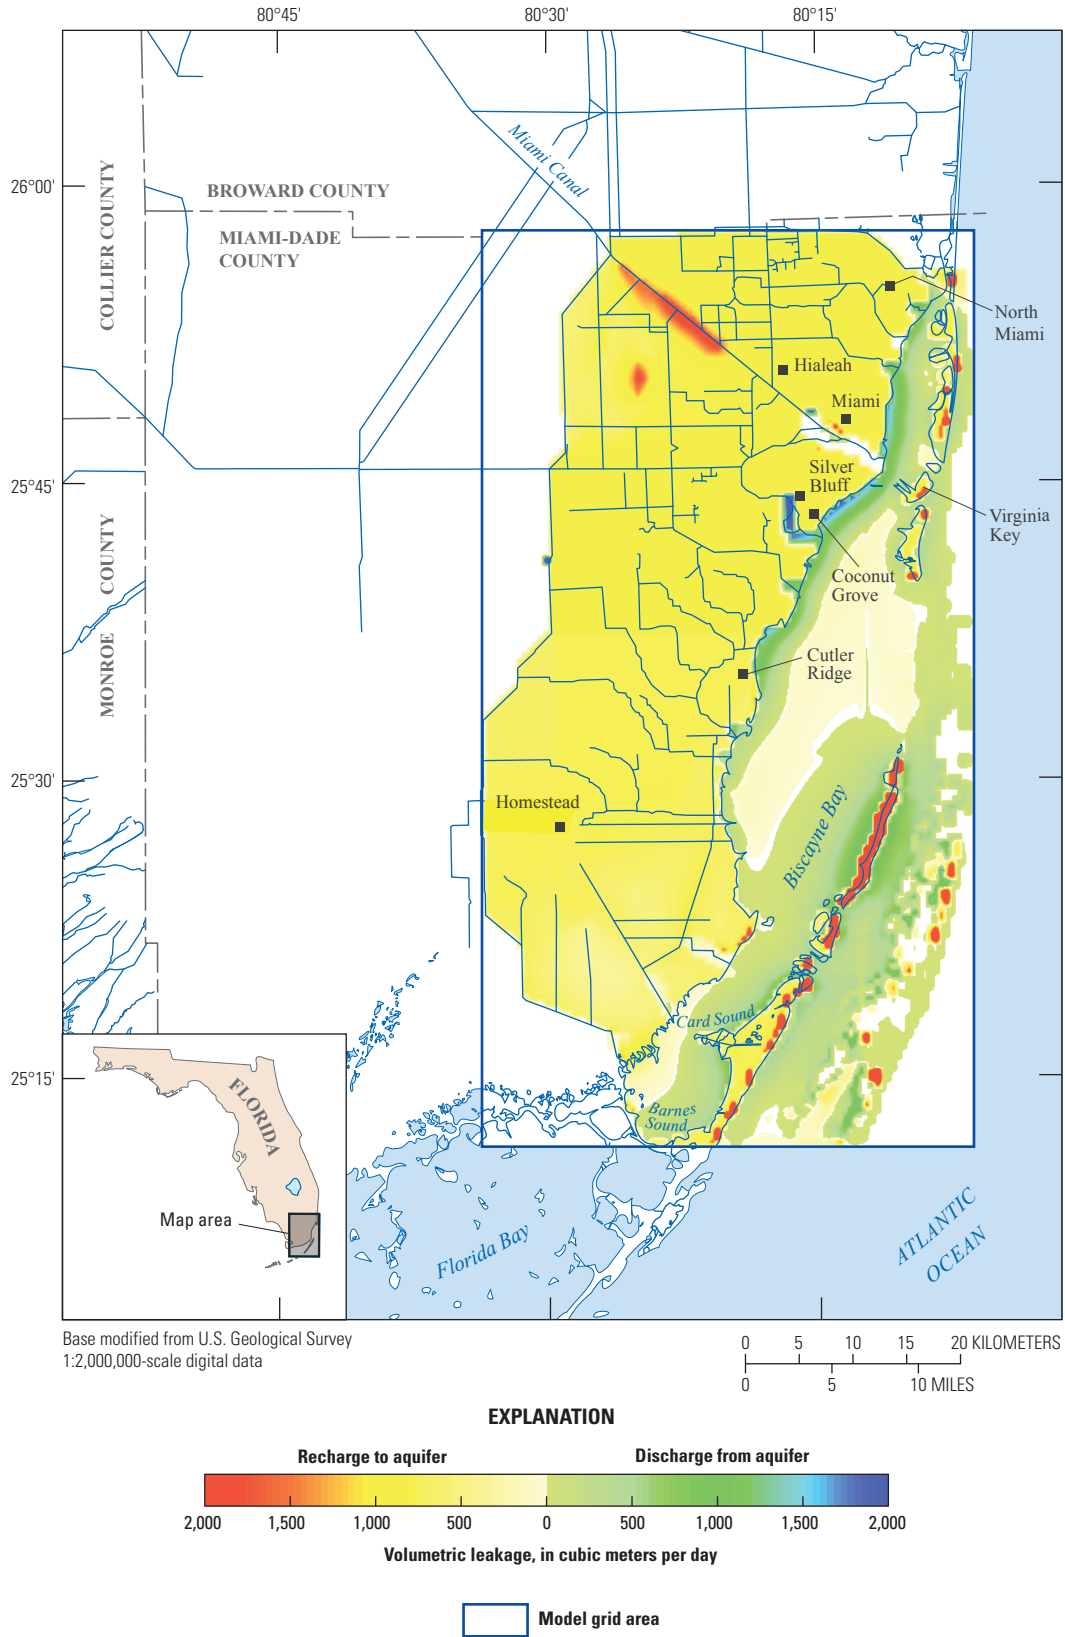 80°45'
80°30'
80°15'
26°00'
25°45'
25°30'
25°15'
COLLIER COUNTY
MONROE COUNTY
BROWARD COUNTY
MIAMI-DADE
COUNTY
Miami Canal
North
Miami
Hialeah
Miami
Silver
Bluff
Virginia
Key
Coconut
Grove
Cutler
Ridge
Homestead
Biscayne Bay
Card Sound
Barnes
Sound
Florida Bay
ATLANTIC
OCEAN
FLORIDA
Map area
Base modified from U.S. Geological Survey
1:2,000,000-scale digital data
0 5 10 15 20 KILOMETERS
0 5 10 MILES
EXPLANATION
Recharge to aquifer Discharge from aquifer
2,000 1,500 1,000 500 0 500 1,000 1,500 2,000
Volumetric leakage, in cubic meters per day
Model grid area